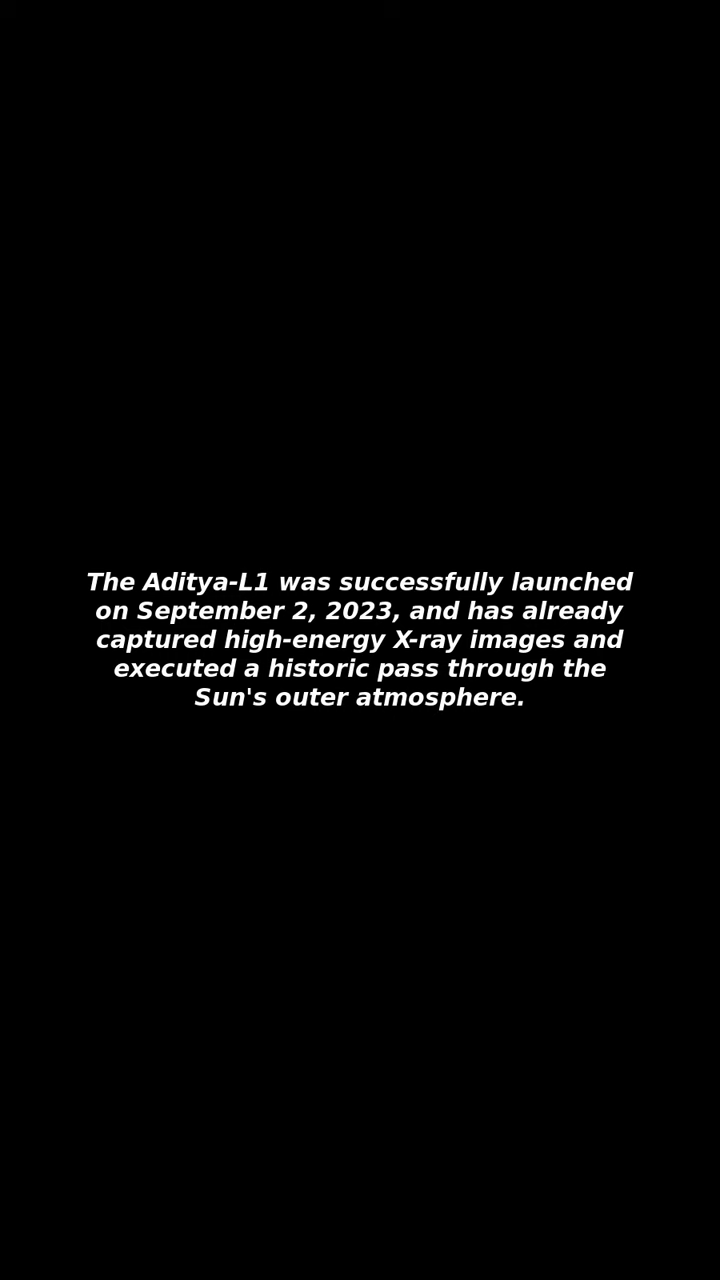 The Aditya-L1 was successfully launched
on September 2, 2023, and has already
captured high-energy X-ray images and
executed a historic pass through the
Sun's outer atmosphere.